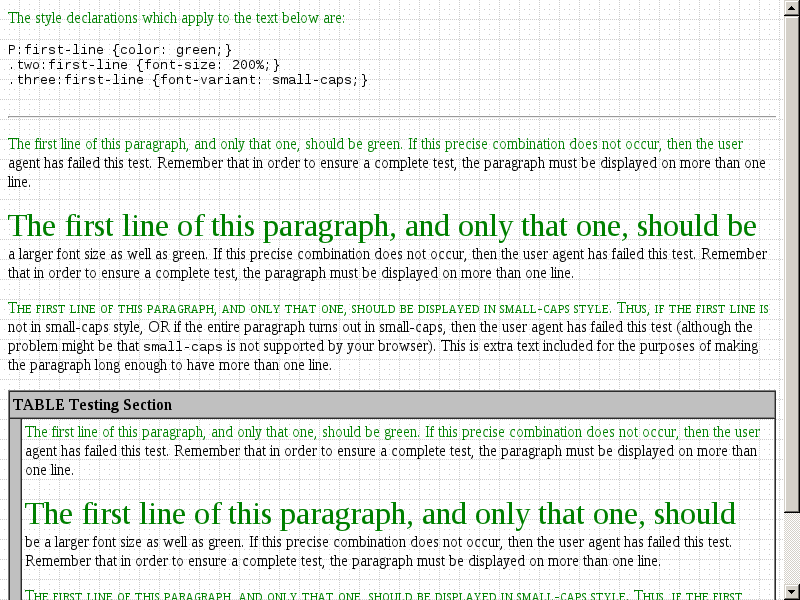 The style declarations which apply to the text below are:
P:first-line {color: green;}
.two:first-line {font-size: 200%;}
.three:first-line {font-variant: small-caps;}
The first line of this paragraph, and only that one, should be green. If this precise combination does not occur, then the user
agent has failed this test. Remember that in order to ensure a complete test, the paragraph must be displayed on more than one
line.
The first line of this paragraph, and only that one, should be
a larger font size as well as green. If this precise combination does not occur, then the user agent has failed this test. Remember
that in order to ensure a complete test, the paragraph must be displayed on more than one line.
The first line of this paragraph, and only that one, should be displayed in small-caps style. Thus, if the first line is
not in small-caps style, OR if the entire paragraph turns out in small-caps, then the user agent has failed this test (although the
problem might be that small-caps is not supported by your browser). This is extra text included for the purposes of making
the paragraph long enough to have more than one line.
TABLE Testing Section
The first line of this paragraph, and only that one, should be green. If this precise combination does not occur, then the user
agent has failed this test. Remember that in order to ensure a complete test, the paragraph must be displayed on more than
one line.
The first line of this paragraph, and only that one, should
be a larger font size as well as green. If this precise combination does not occur, then the user agent has failed this test.
Remember that in order to ensure a complete test, the paragraph must be displayed on more than one line.
The first line of this paragraph, and only that one, should be displayed in small-caps style. Thus, if the first